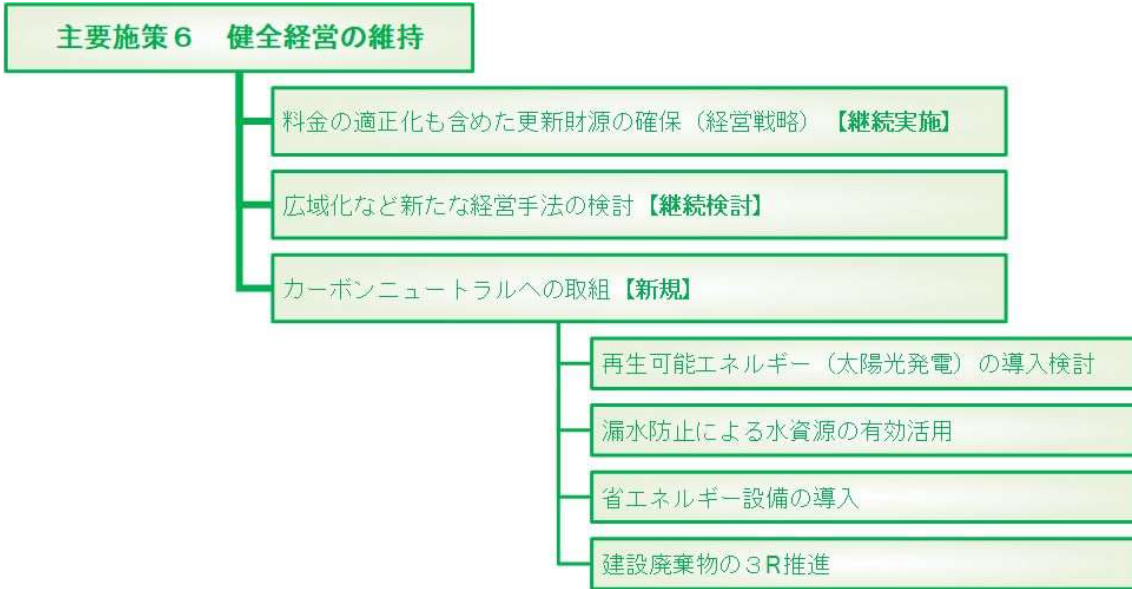 主要施策６　健全経営の維持
料金の適正化も含めた更新財源の確保（経営戦略）【継続実施】
広域化など新たな経営手法の検討【継続検討】
カーボンニュートラルへの取組【新規】
再生可能エネルギー（太陽光発電）の導入検討
漏水防止による水資源の有効活用
省エネルギー設備の導入
建設廃棄物の３R推進